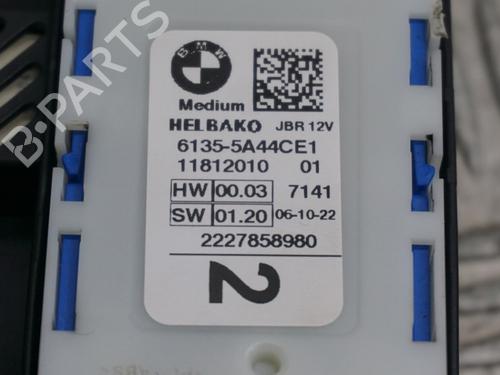 BMW
Medium
HELBAKO JBR 12V
6135-5A44CE1
11812010 01
HW 00.03 7141
SW 01.20 06-10-22
2227858980
2
B-PARTS